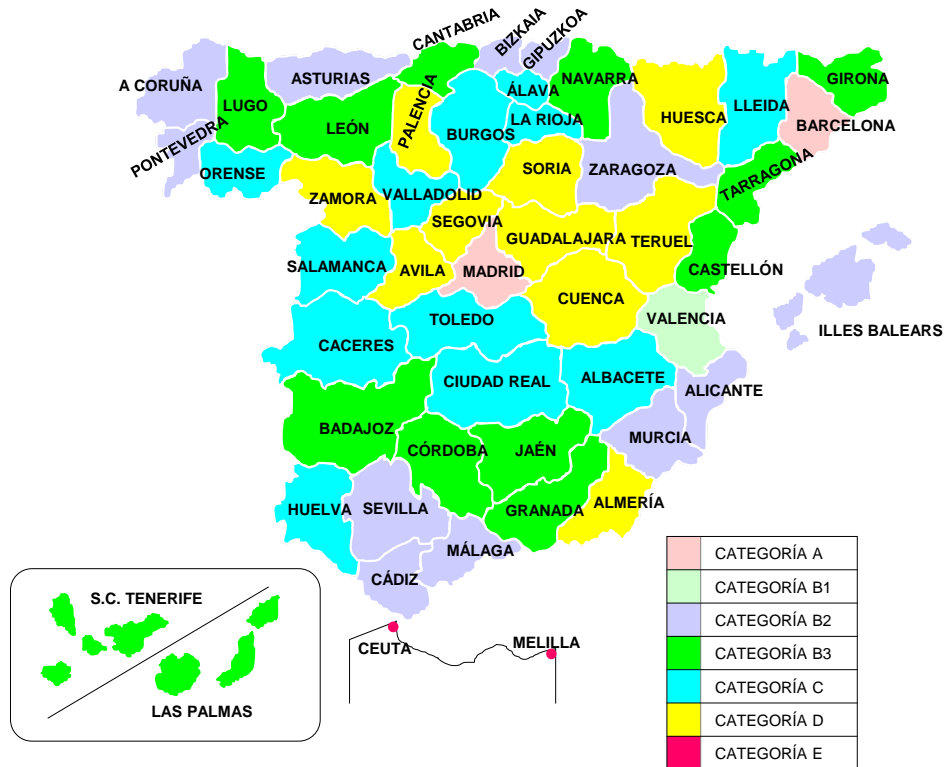 CANTABRIA
BIZKAIA
GIPUZKOA
A CORUÑA
ASTURIAS
LUGO
PALENCIA
ÁLAVA
NAVARRA
GIRONA
LEÓN
BURGOS
LA RIOJA
HUESCA
LLEIDA
BARCELONA
PONTEVEDRA
ORENSE
SORIA
ZARAGOZA
TARRAGONA
ZAMORA
VALLADOLID
SEGOVIA
GUADALAJARA
TERUEL
SALAMANCA
AVILA
MADRID
CASTELLÓN
CUENCA
TOLEDO
VALENCIA
ILLES BALEARS
CACERES
CIUDAD REAL
ALBACETE
ALICANTE
BADAJOZ
CÓRDOBA
JAÉN
MURCIA
HUELVA
SEVILLA
GRANADA
ALMERÍA
MÁLAGA
CÁDIZ
S.C. TENERIFE
LAS PALMAS
CEUTA
MELILLA
CATEGORÍA A
CATEGORÍA B1
CATEGORÍA B2
CATEGORÍA B3
CATEGORÍA C
CATEGORÍA D
CATEGORÍA E